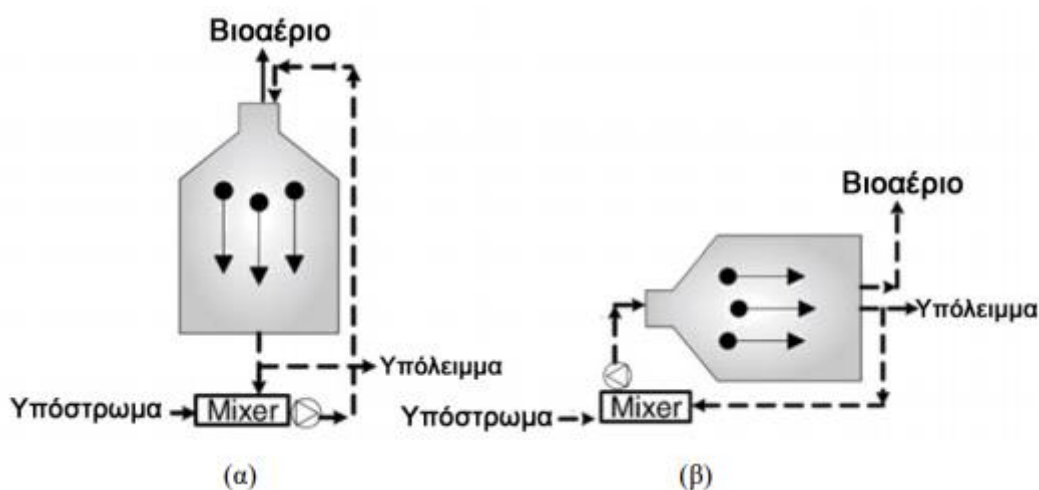 Βιοαέριο
Υπόλειμμα
Υπόστρωμα
Mixer
(α)
Βιοαέριο
Υπόλειμμα
Υπόστρωμα
Mixer
(β)